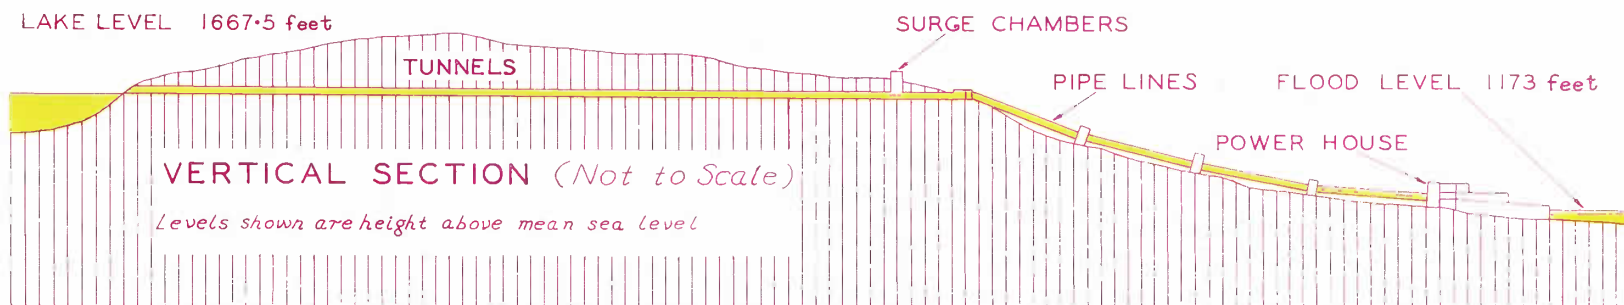 LAKE LEVEL 1667·5 feet
SURGE CHAMBERS
TUNNELS
PIPE LINES
FLOOD LEVEL 1173 feet
POWER HOUSE
VERTICAL SECTION (Not to Scale)
Levels shown are height above mean sea level